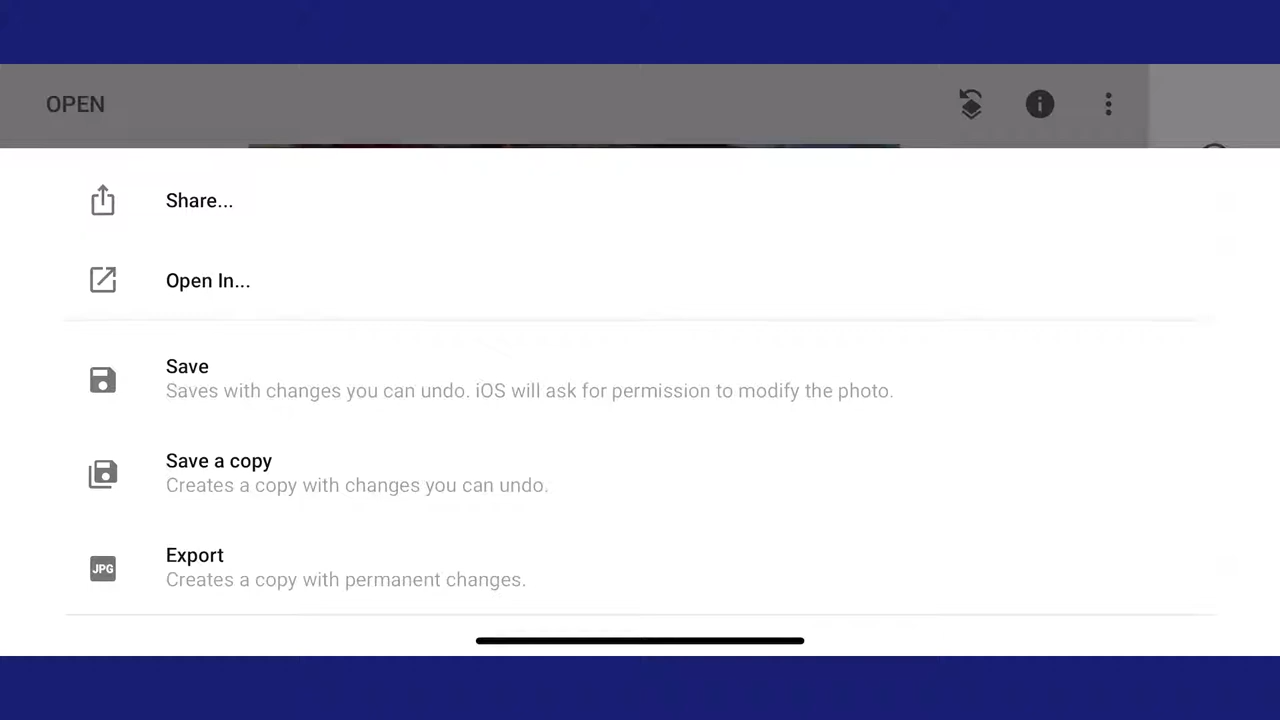 OPEN
Share...
Open In...
Save
Saves with changes you can undo. iOS will ask for permission to modify the photo.
Save a copy
Creates a copy with changes you can undo.
JPG
Export
Creates a copy with permanent changes.